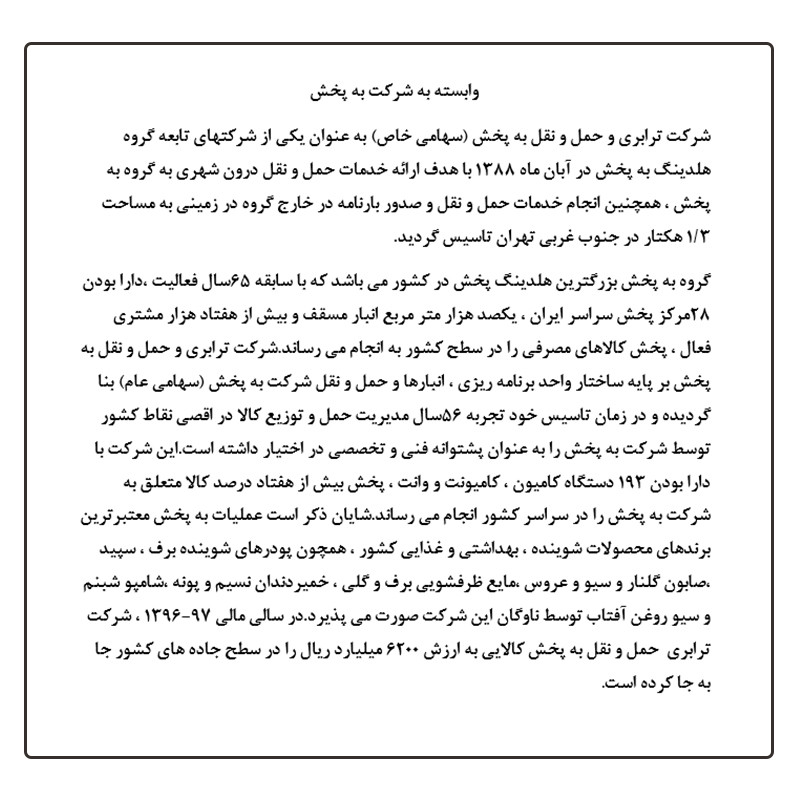 وابسته به شرکت به پخش
شرکت ترابری و حمل و نقل به پخش (سهامی خاص) به عنوان یکی از شرکتهای تابعه گروه
هلدینگ به پخش در آبان ماه ۱۳۸۸ با هدف ارائه خدمات حمل و نقل درون شهری به گروه به
پخش ، همچنین انجام خدمات حمل و نقل و صدور بارنامه در خارج گروه در زمینی به مساحت
۱/۳ هکتار در جنوب غربی تهران تاسیس گردید.
گروه به پخش بزرگترین هلدینگ پخش در کشور می باشد که با سابقه ۶۵سال فعالیت ،دارا بودن
۲۸مرکز پخش سراسر ایران ، یکصد هزار متر مربع انبار مسقف و بیش از هفتاد هزار مشتری
فعال ، پخش کالاهای مصرفی را در سطح کشور به انجام می رساند.شرکت ترابری و حمل و نقل به
پخش بر پایه ساختار واحد برنامه ریزی ، انبارها و حمل و نقل شرکت به پخش (سهامی عام) بنا
گردیده و در زمان تاسیس خود تجربه ۵۶سال مدیریت حمل و توزیع کالا در اقصی نقاط کشور
توسط شرکت به پخش را به عنوان پشتوانه فنی و تخصصی در اختیار داشته است.این شرکت با
دارا بودن ۱۹۳ دستگاه کامیون ، کامیونت و وانت ، پخش بیش از هفتاد درصد کالا متعلق به
شرکت به پخش را در سراسر کشور انجام می رساند.شایان ذکر است عملیات به پخش معتبرترین
برندهای محصولات شوینده ، بهداشتی و غذایی کشور ، همچون پودرهای شوینده برف ، سپید
،صابون گلنار و سیو و عروس ،مایع ظرفشویی برف و گلی ، خمیردندان نسیم و پونه ،شامپو شبنم
و سیو روغن آفتاب توسط ناوگان این شرکت صورت می پذیرد.در سالی مالی ۹۷-۱۳۹۶ ، شرکت
ترابری حمل و نقل به پخش کالایی به ارزش ۶۲۰۰ میلیارد ریال را در سطح جاده های کشور جا
به جا کرده است.